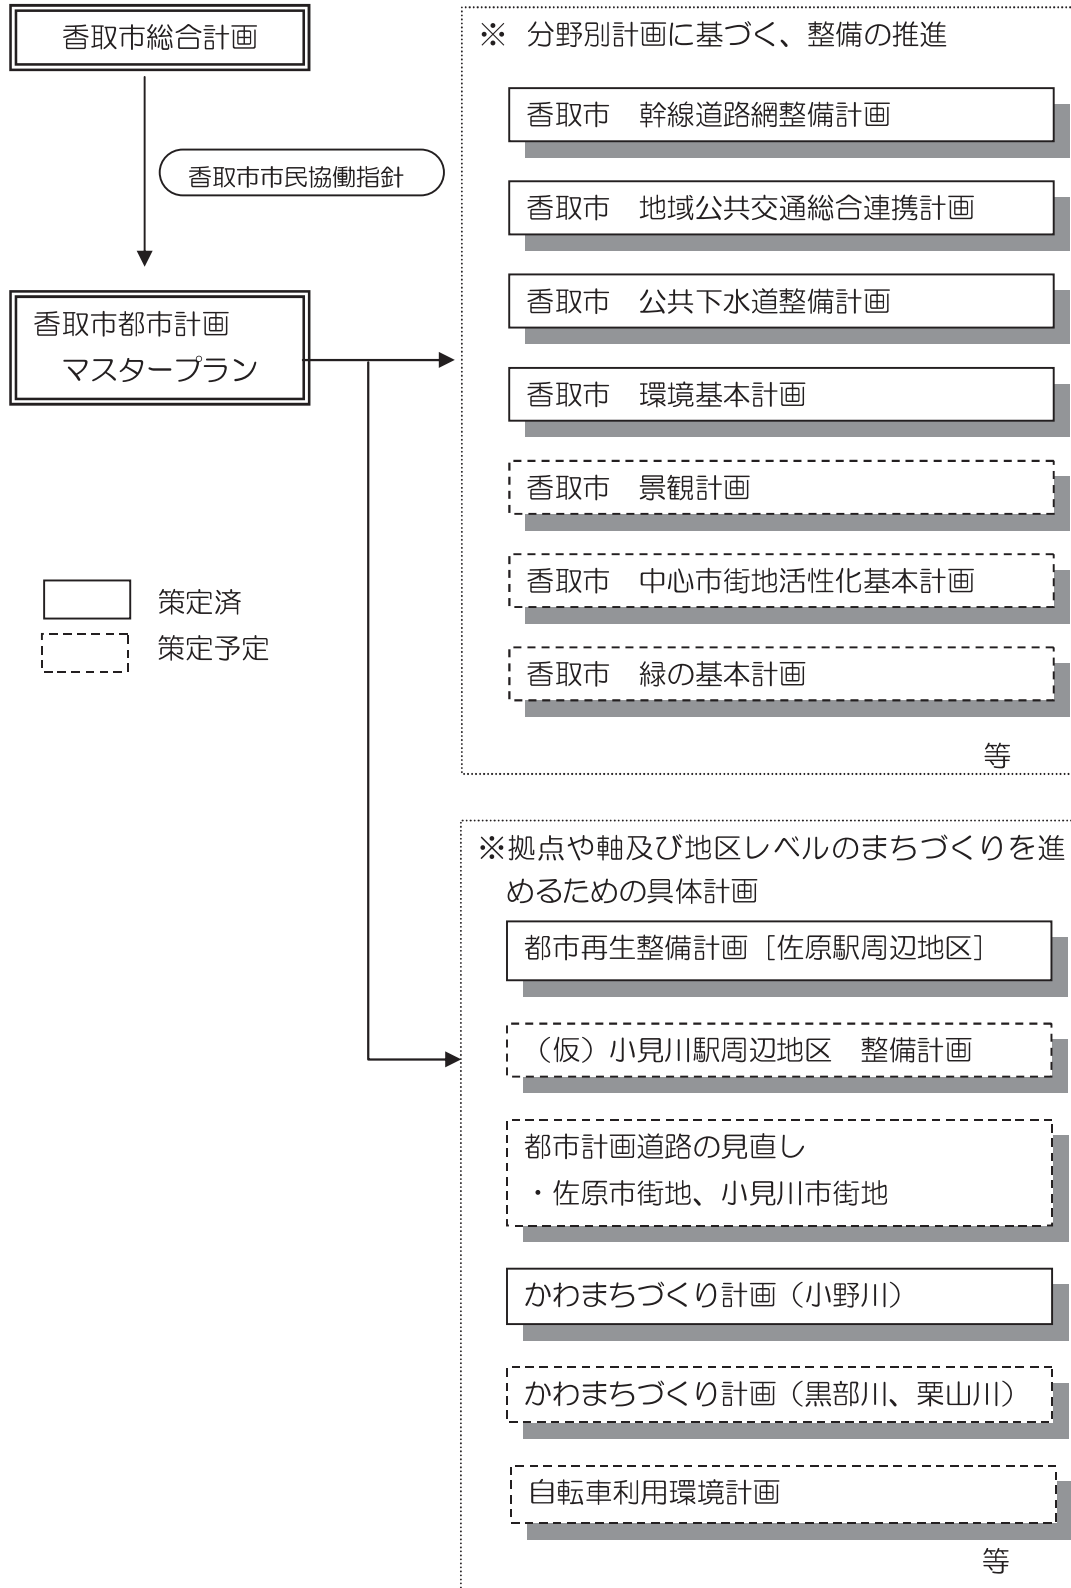 香取市総合計画
香取市市民協働指針
香取市都市計画
マスタープラン
策定済
策定予定
※ 分野別計画に基づく、整備の推進
香取市 幹線道路網整備計画
香取市 地域公共交通総合連携計画
香取市 公共下水道整備計画
香取市 環境基本計画
香取市 景観計画
香取市 中心市街地活性化基本計画
香取市 緑の基本計画
等
※拠点や軸及び地区レベルのまちづくりを進
めるための具体計画
都市再生整備計画[佐原駅周辺地区]
(仮)小見川駅周辺地区 整備計画
都市計画道路の見直し
・佐原市街地、小見川市街地
かわまちづくり計画(小野川)
かわまちづくり計画(黒部川、栗山川)
自転車利用環境計画
等